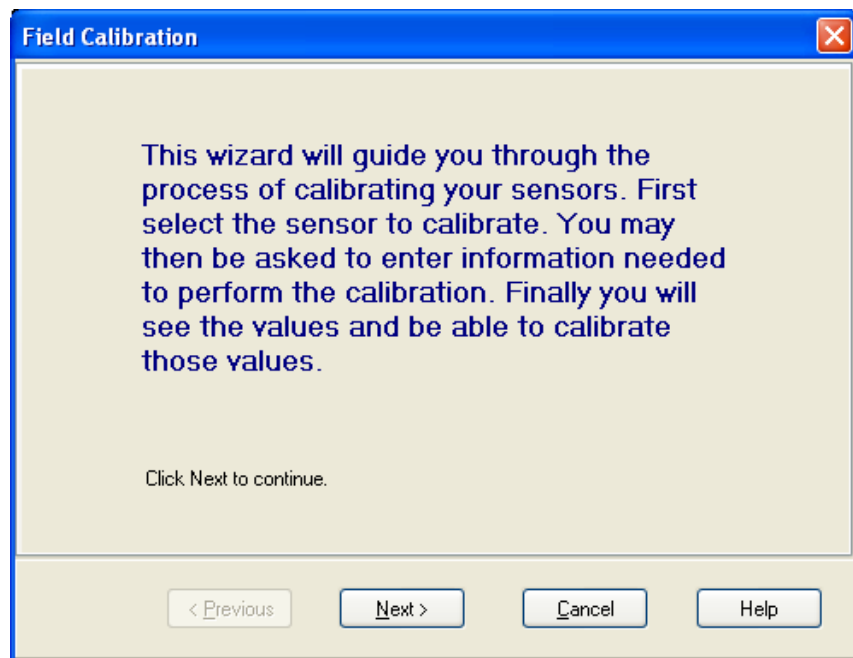 Field Calibration
This wizard will guide you through the
process of calibrating your sensors. First
select the sensor to calibrate. You may
then be asked to enter information needed
to perform the calibration. Finally you will
see the values and be able to calibrate
those values.
Click Next to continue.
< Previous
Next >
Cancel
Help